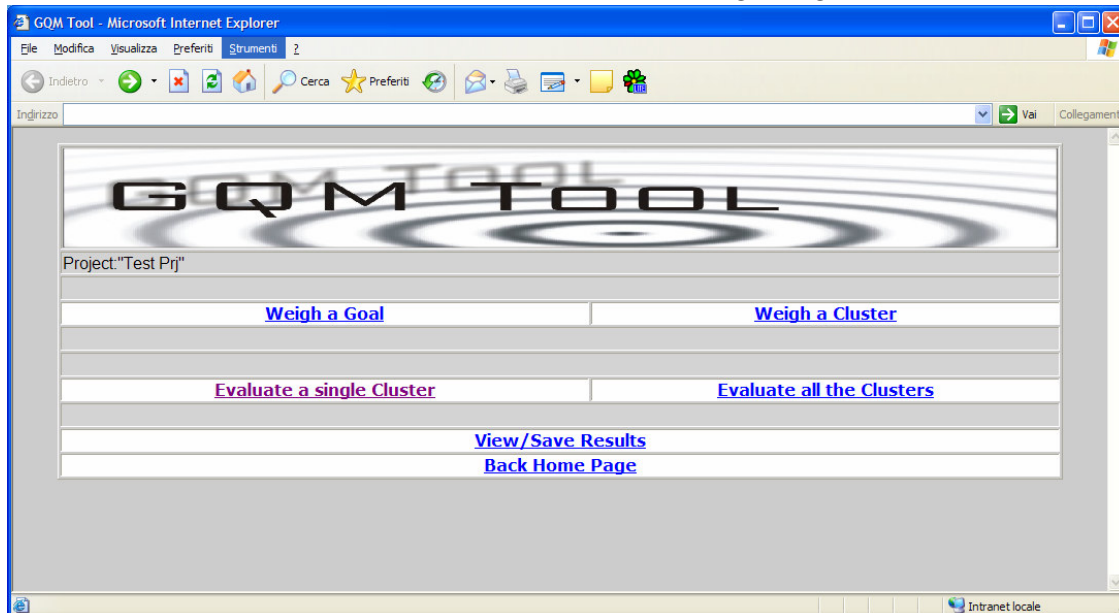 GQM Tool - Microsoft Internet Explorer
File Modifica Visualizza Preferiti Strumenti ?
Indietro Cerca Preferiti
Indirizzo Vai Collegament
GQM TOOL
Project:"Test Prj"
Weigh a Goal Weigh a Cluster
Evaluate a single Cluster Evaluate all the Clusters
View/Save Results
Back Home Page
Intranet locale